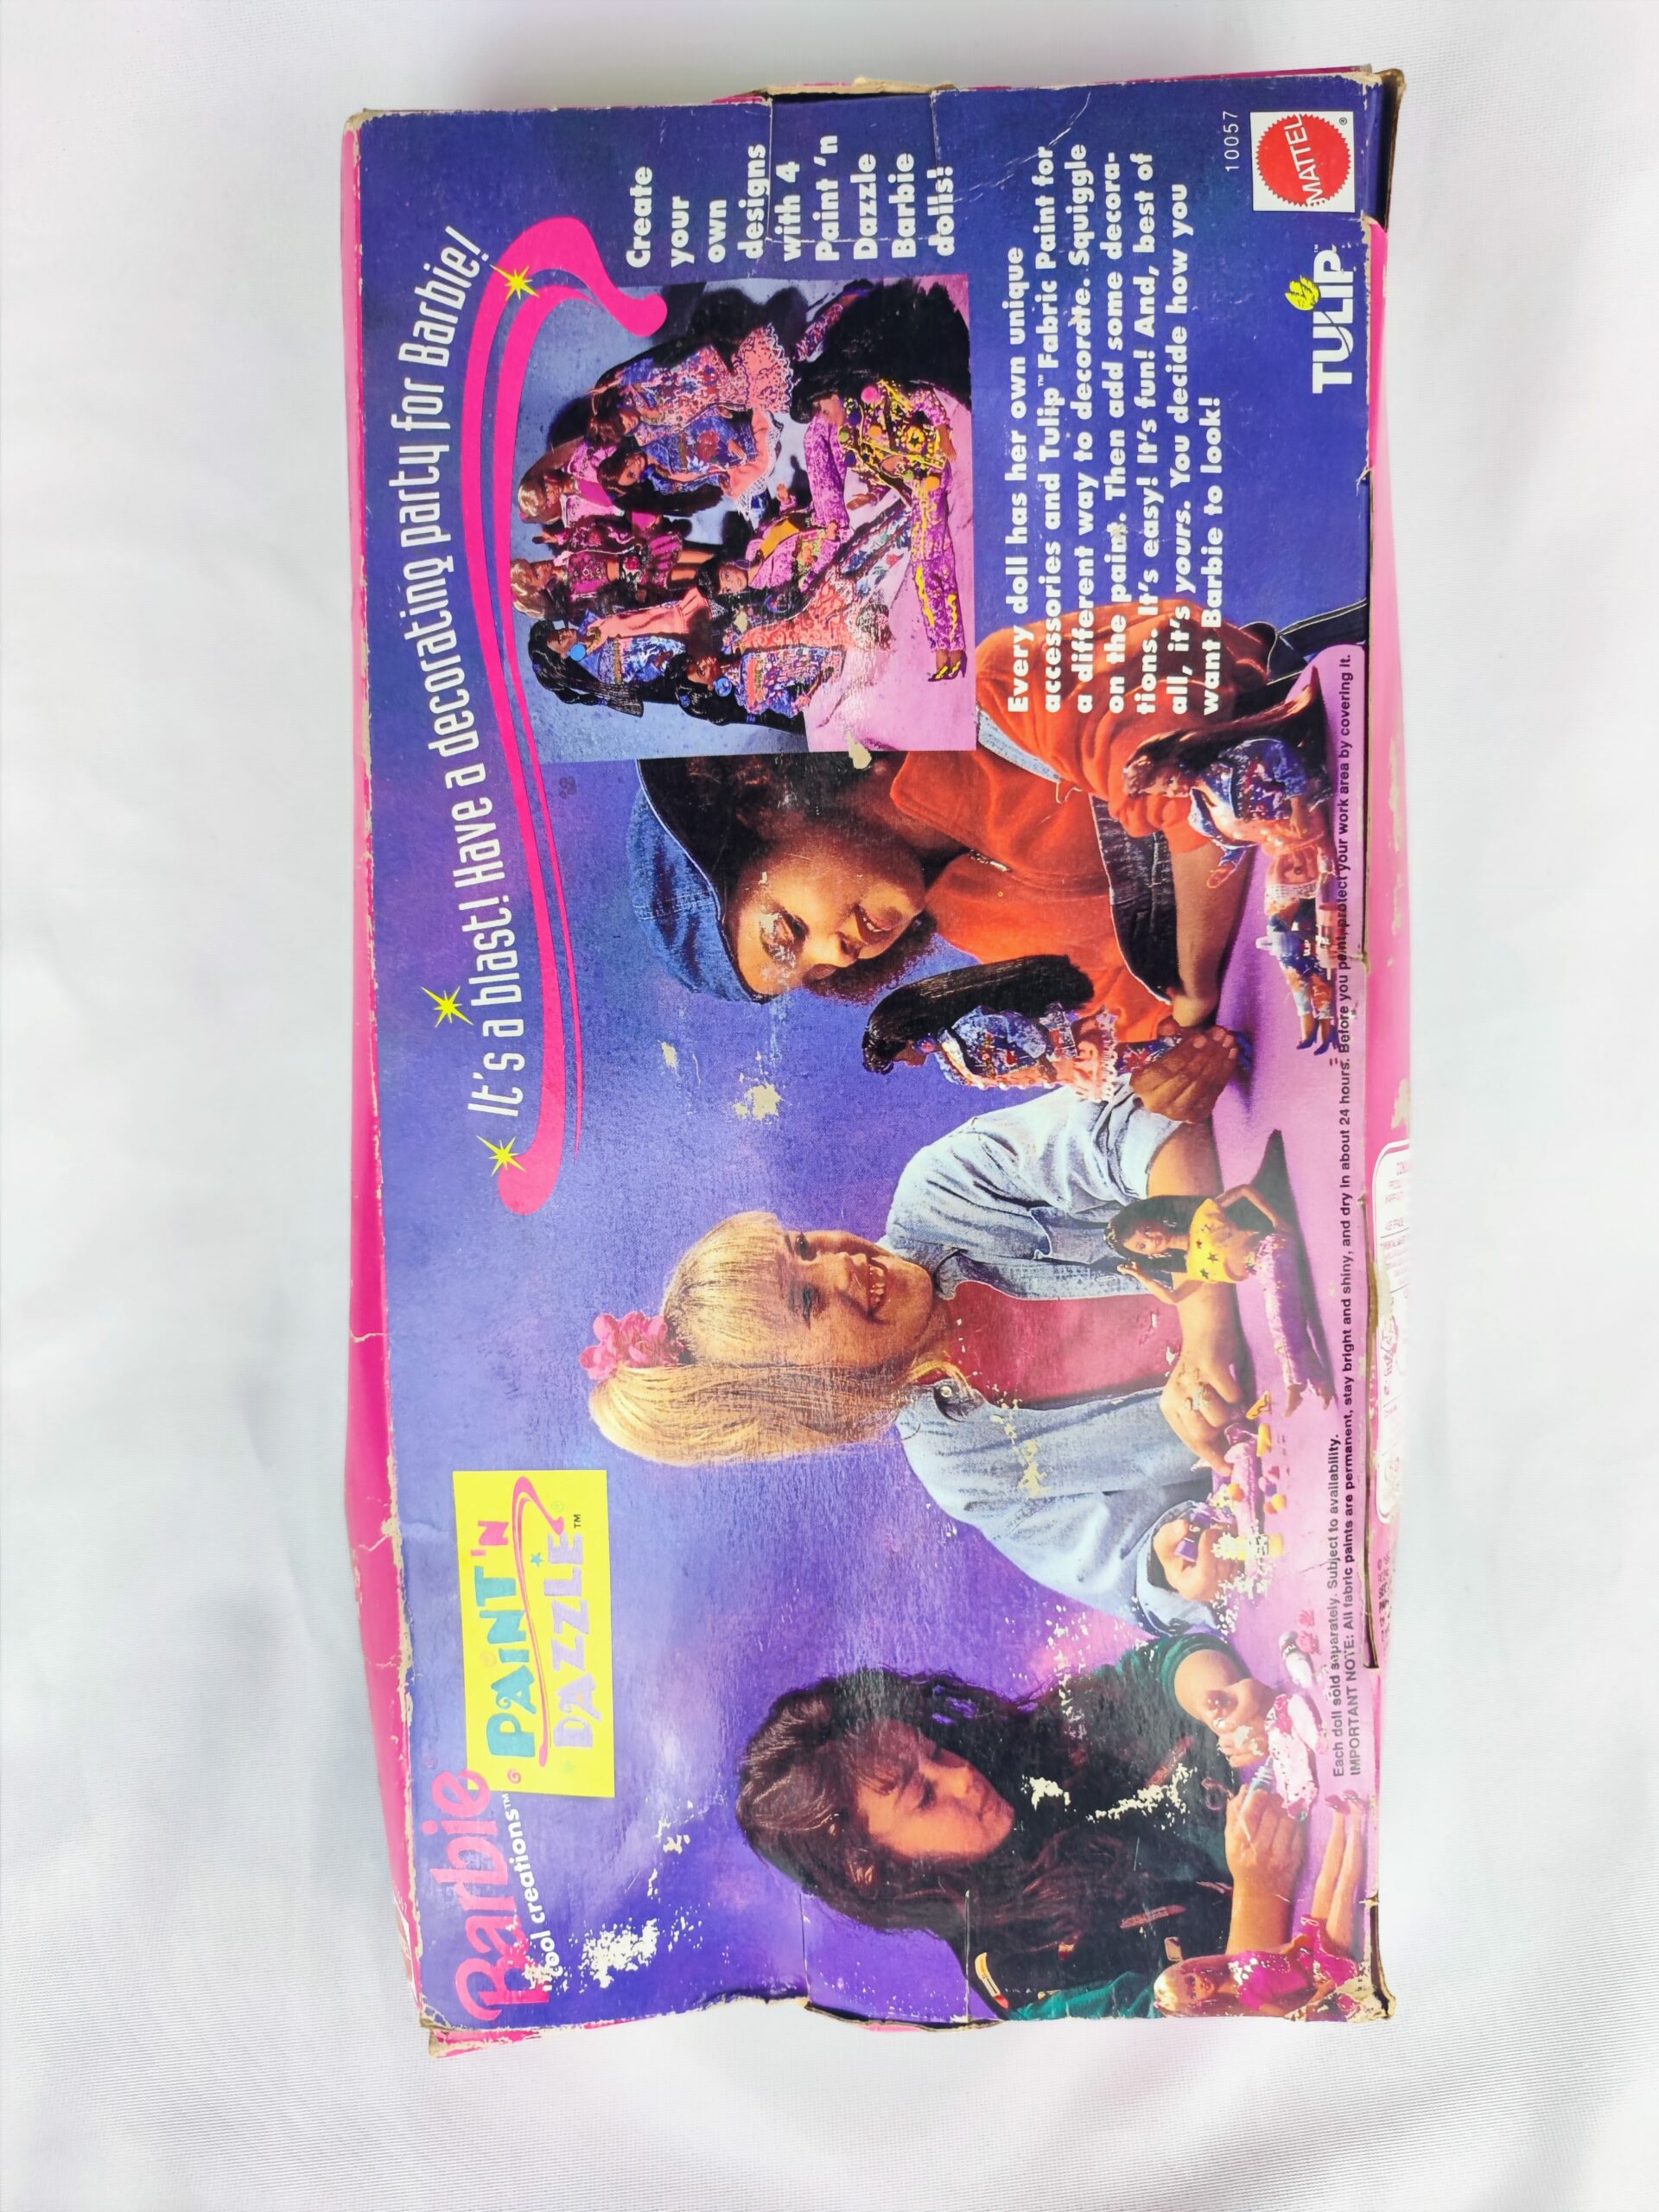 Barbie
cool creations™
PAINT 'N
DAZZLE™
It's a blast! Have a decorating party for Barbie!
Create
your
own
designs
with 4
Paint 'n
Dazzle
Barbie
dolls!
Every doll has her own unique
accessories and Tulip™ Fabric Paint for
a different way to decorate. Squiggle
on the paint. Then add some decora-
tions. It's easy! It's fun! And, best of
all, it's yours. You decide how you
want Barbie to look!
10057
TULIP™
MATTEL®
Each doll sold separately. Subject to availability.
IMPORTANT NOTE: All fabric paints are permanent, stay bright and shiny, and dry in about 24 hours. Before you paint, protect your work area by covering it.